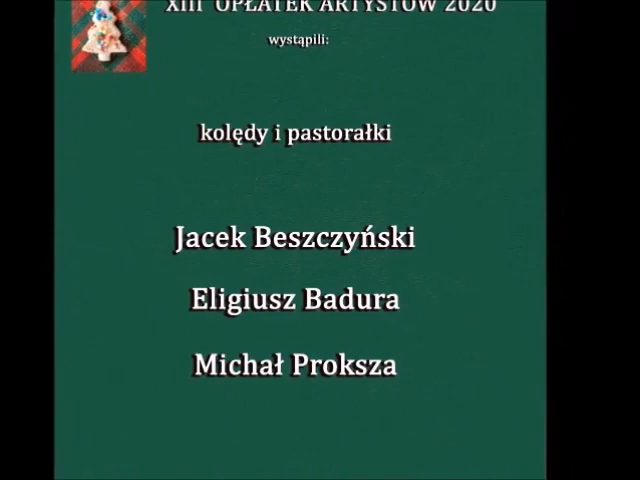 XIII OPŁATEK ARTYSTÓW 2020
wystąpili:
kolędy i pastorałki
Jacek Beszczyński
Eligiusz Badura
Michał Proksza